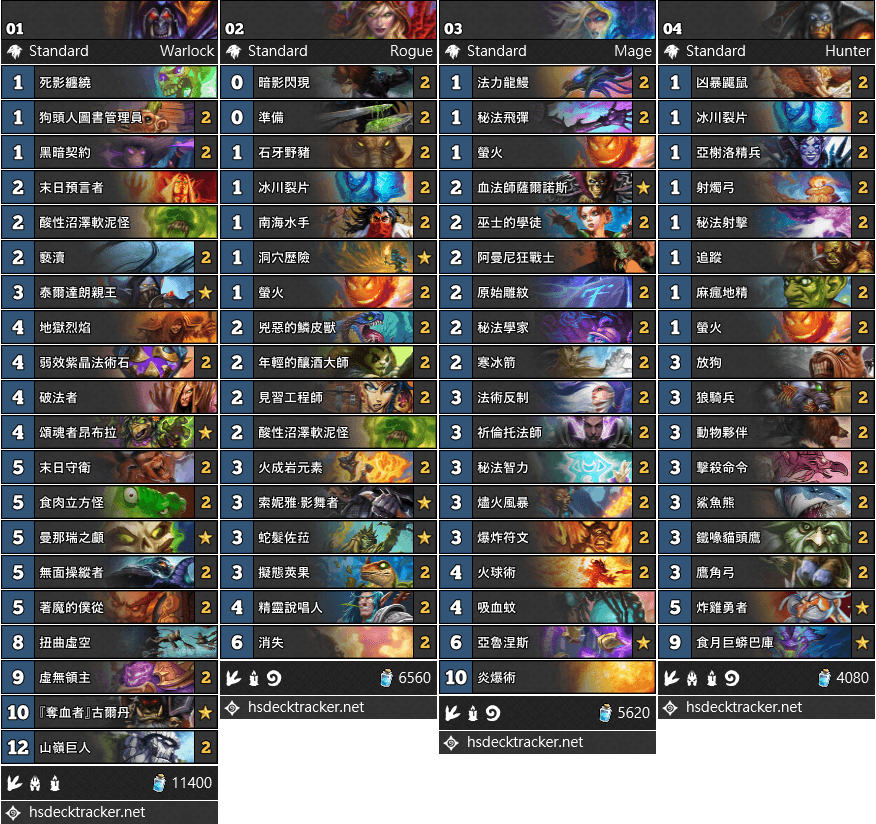 01
Standard Warlock
1 死影纏繞
1 狗頭人圖書管理員 2
1 黑暗契約 2
2 末日預言者
2 酸性沼澤軟泥怪
2 褻瀆 2
3 泰爾達朗親王
4 地獄烈焰
4 弱效紫晶法術石 2
4 破法者
4 頌魂者昂布拉
5 末日守衛 2
5 食肉立方怪 2
5 曼那瑞之顱
5 無面操縱者 2
5 著魔的僕從 2
8 扭曲虛空
9 虛無領主 2
10 『奪血者』古爾丹
12 山嶺巨人 2
11400
hsdecktracker.net
02
Standard Rogue
0 暗影閃現 2
0 準備 2
1 石牙野豬 2
1 冰川裂片 2
1 南海水手 2
1 洞穴歷險
1 螢火 2
2 兇惡的鱗皮獸 2
2 年輕的釀酒大師 2
2 見習工程師 2
2 酸性沼澤軟泥怪
3 火成岩元素 2
3 索妮雅·影舞者
3 蛇髮佐菈
3 擬態莢果 2
4 精靈說唱人 2
6 消失 2
6560
hsdecktracker.net
03
Standard Mage
1 法力龍鰻 2
1 秘法飛彈 2
1 螢火
2 血法師薩爾諾斯
2 巫士的學徒 2
2 阿曼尼狂戰士
2 原始雕紋 2
2 秘法學家 2
2 寒冰箭 2
3 法術反制 2
3 祈倫托法師 2
3 秘法智力 2
3 燼火風暴 2
3 爆炸符文 2
4 火球術 2
4 吸血蚊
6 亞魯涅斯
10 炎爆術
5620
hsdecktracker.net
04
Standard Hunter
1 凶暴鼴鼠 2
1 冰川裂片 2
1 亞榭洛精兵 2
1 射燭弓 2
1 秘法射擊 2
1 追蹤
1 麻瘋地精 2
1 螢火 2
3 放狗
3 狼騎兵 2
3 動物夥伴 2
3 擊殺命令 2
3 鯊魚熊 2
3 鐵喙貓頭鷹 2
3 鷹角弓 2
5 炸雞勇者
9 食月巨蟒巴庫
4080
hsdecktracker.net